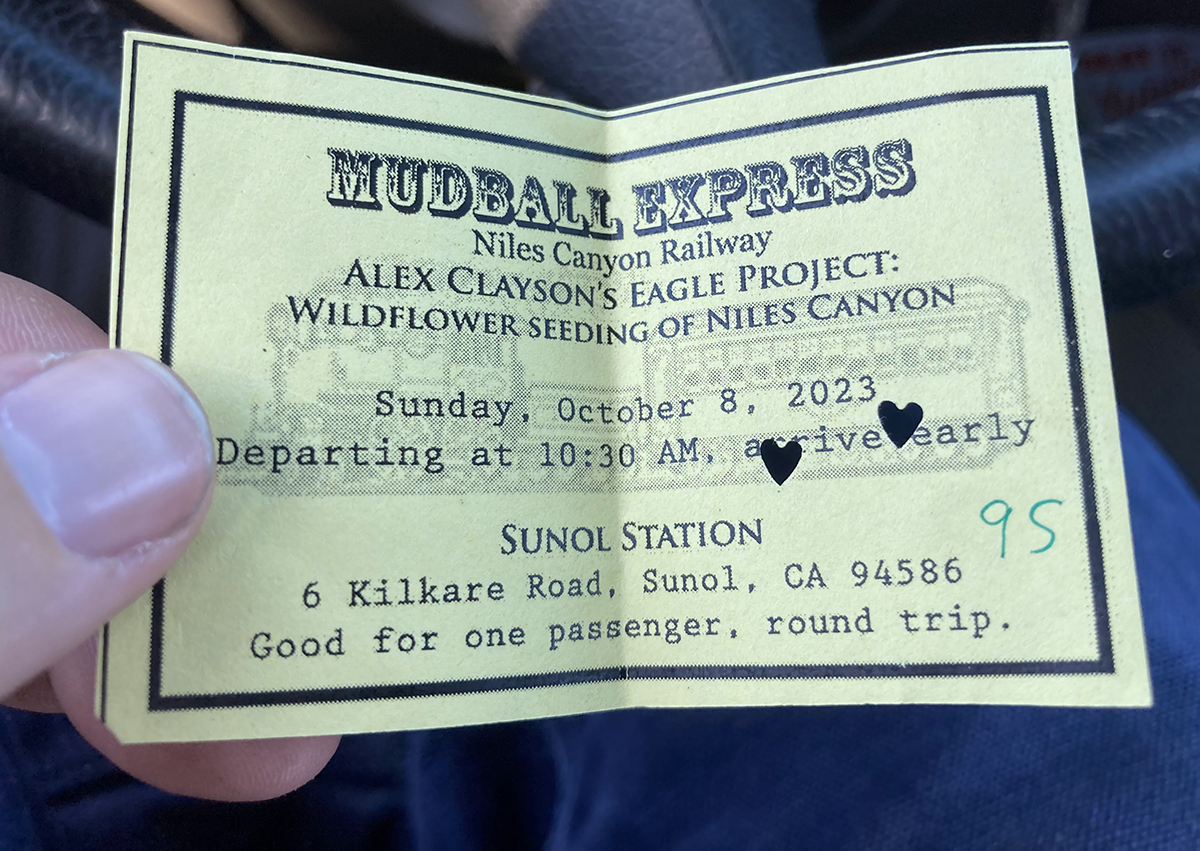 MUDBALL EXPRESS
Niles Canyon Railway
ALEX CLAYSON'S EAGLE PROJECT:
WILDFLOWER SEEDING OF NILES CANYON
Sunday, October 8, 2023
Departing at 10:30 AM, arrive early
95
SUNOL STATION
6 Kilkare Road, Sunol, CA 94586
Good for one passenger, round trip.